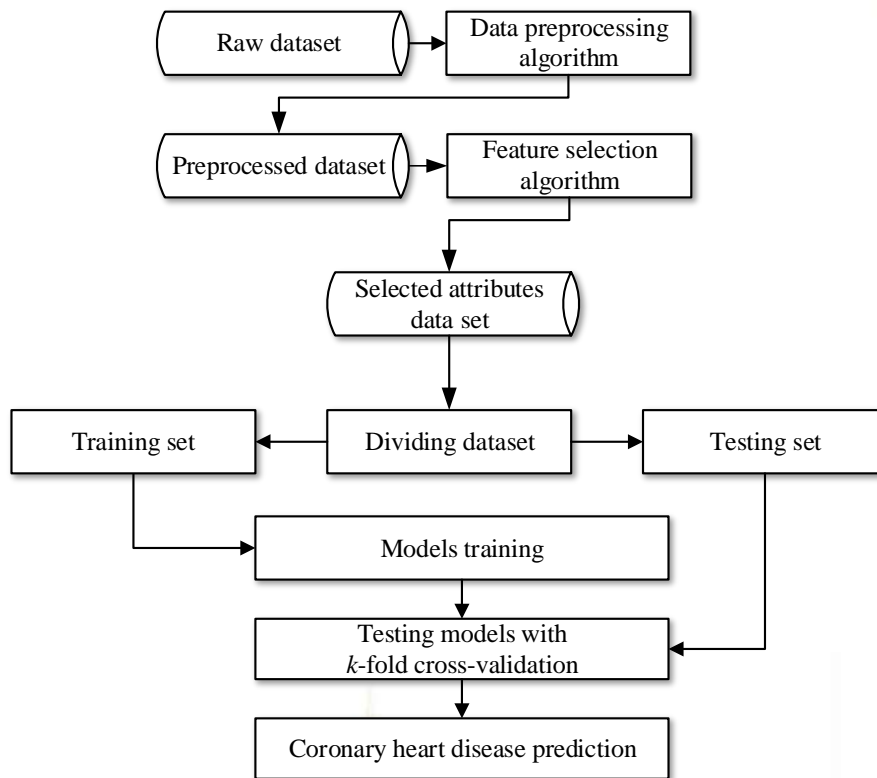 Raw dataset
Data preprocessing
algorithm
Preprocessed dataset
Feature selection
algorithm
Selected attributes
data set
Training set
Dividing dataset
Testing set
Models training
Testing models with
k-fold cross-validation
Coronary heart disease prediction